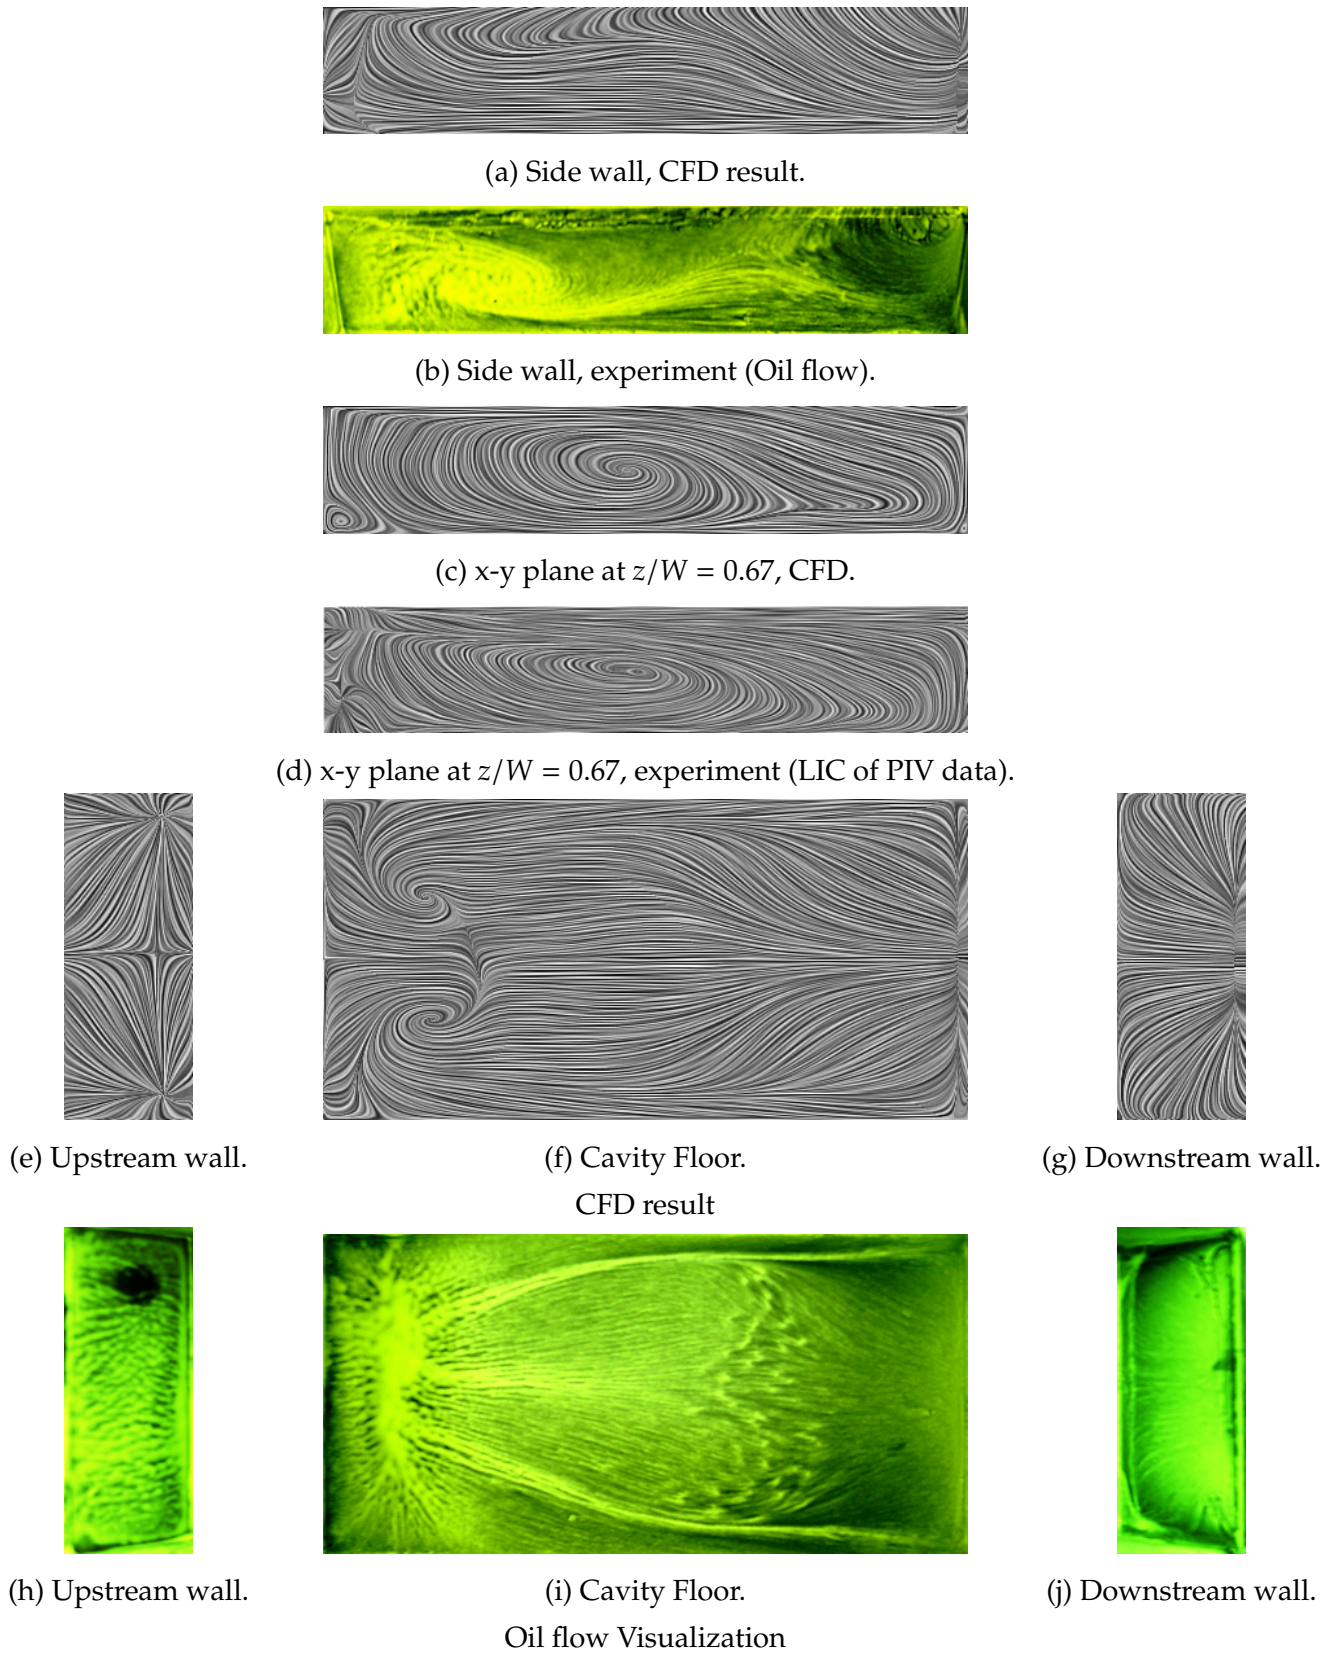 (a) Side wall, CFD result.
(b) Side wall, experiment (Oil flow).
(c) x-y plane at z/W = 0.67, CFD.
(d) x-y plane at z/W = 0.67, experiment (LIC of PIV data).
(e) Upstream wall.
(f) Cavity Floor.
(g) Downstream wall.
CFD result
(h) Upstream wall.
(i) Cavity Floor.
(j) Downstream wall.
Oil flow Visualization